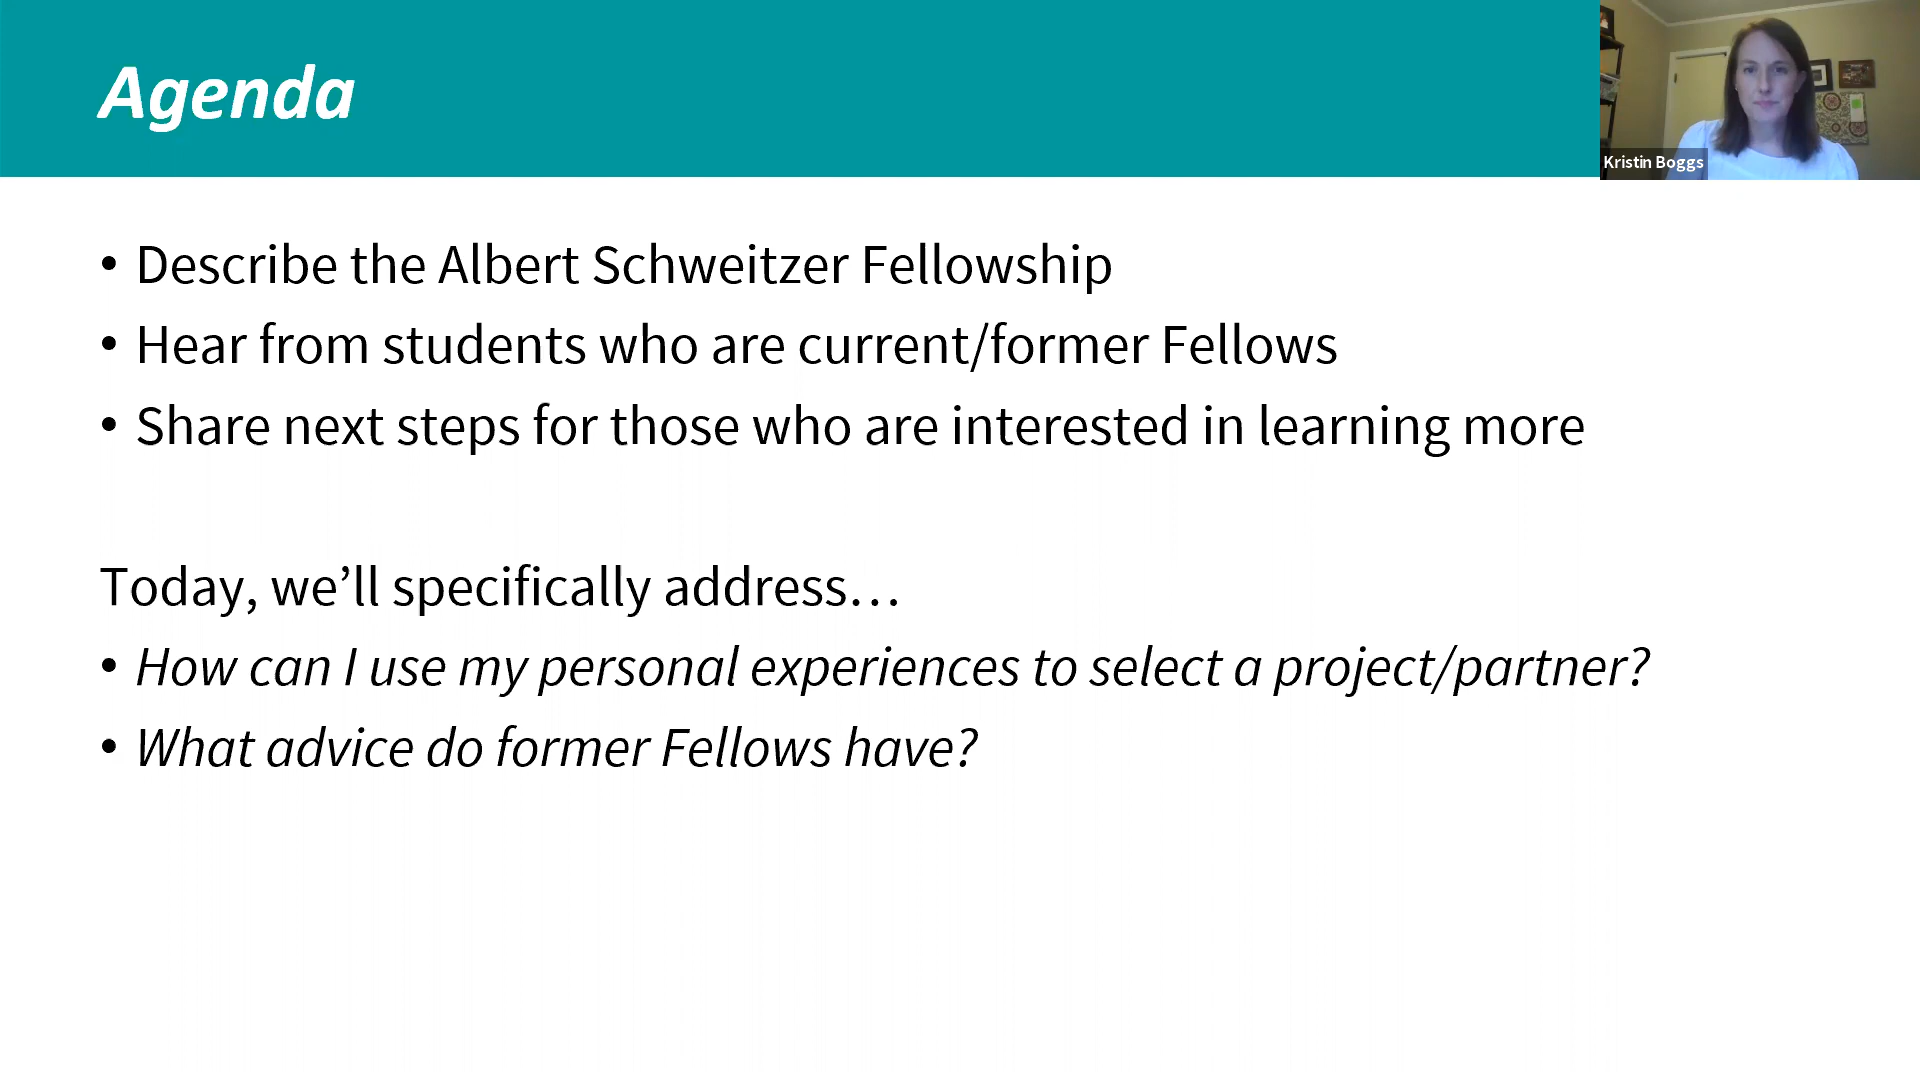 Agenda
Kristin Boggs
• Describe the Albert Schweitzer Fellowship
• Hear from students who are current/former Fellows
• Share next steps for those who are interested in learning more
Today, we’ll specifically address…
• How can I use my personal experiences to select a project/partner?
• What advice do former Fellows have?